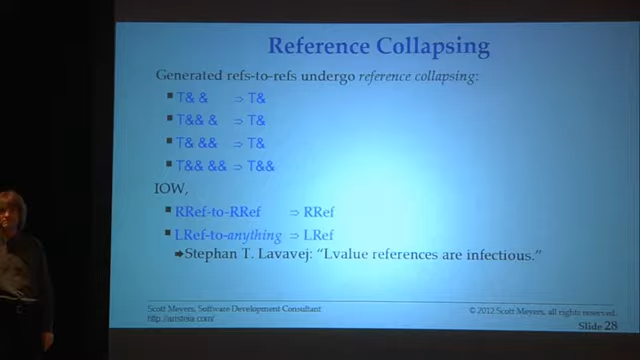 Reference Collapsing
Generated refs-to-refs undergo reference collapsing:
▪ T& & ⇒ T&
▪ T&& & ⇒ T&
▪ T& && ⇒ T&
▪ T&& && ⇒ T&&
IOW,
▪ RRef-to-RRef ⇒ RRef
▪ LRef-to-anything ⇒ LRef
➡Stephan T. Lavavej: “Lvalue references are infectious.”
Scott Meyers, Software Development Consultant
http://aristeia.com/
© 2012 Scott Meyers, all rights reserved.
Slide 28